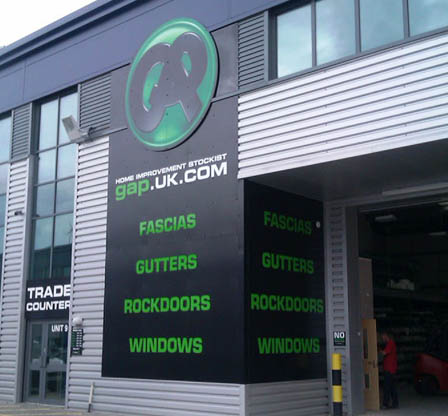 gap
HOME IMPROVEMENT STOCKIST
gap.UK.COM
FASCIAS
GUTTERS
ROCKDOORS
WINDOWS
FASCIAS
GUTTERS
ROCKDOORS
WINDOWS
TRADE
COUNTER
UNIT 9
NO